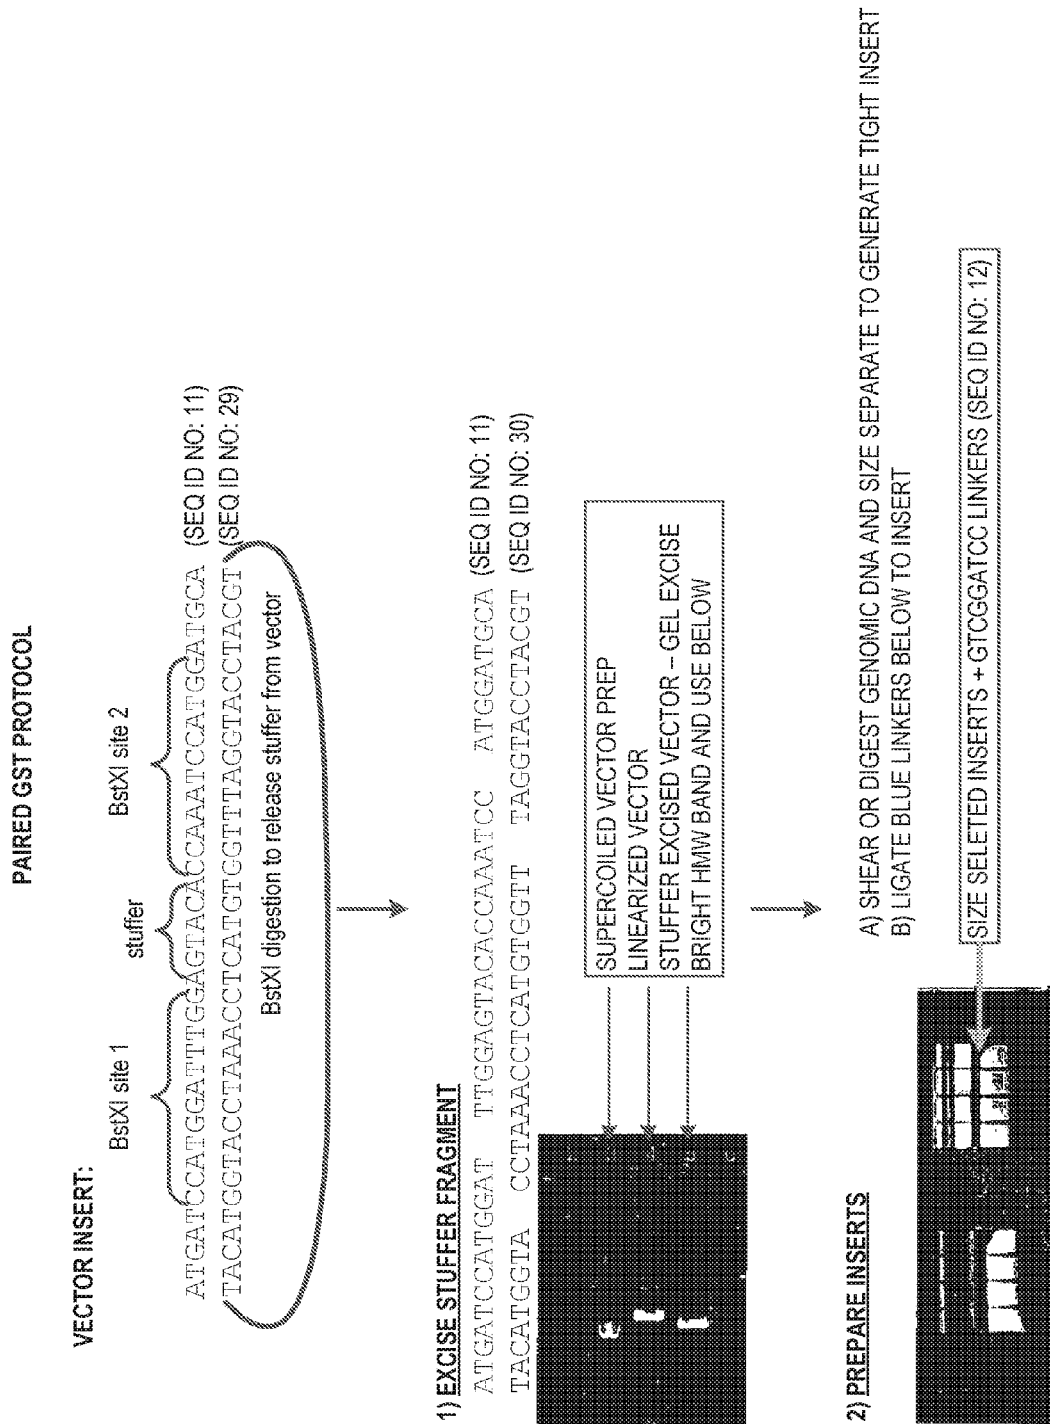 PAIRED GST PROTOCOL
VECTOR INSERT:
BstXI site 1 stuffer BstXI site 2
ATGATCCATGGATTTGGAGTACACCAAATCCATGGATGCA (SEQ ID NO: 11)
TACATGGTACCTAAACCTCATGTGGTTTAGGTACCTACGT (SEQ ID NO: 29)
BstXI digestion to release stuffer from vector
1) EXCISE STUFFER FRAGMENT
ATGATCCATGGAT TTGGAGTACACCAAATCC ATGGATGCA (SEQ ID NO: 11)
TACATGGTA CCTAAACCTCATGTGGTT TAGGTACCTACGT (SEQ ID NO: 30)
SUPERCOILED VECTOR PREP
LINEARIZED VECTOR
STUFFER EXCISED VECTOR – GEL EXCISE
BRIGHT HMW BAND AND USE BELOW
2) PREPARE INSERTS
A) SHEAR OR DIGEST GENOMIC DNA AND SIZE SEPARATE TO GENERATE TIGHT INSERT
B) LIGATE BLUE LINKERS BELOW TO INSERT
SIZE SELETED INSERTS + GTCGGATCC LINKERS (SEQ ID NO: 12)